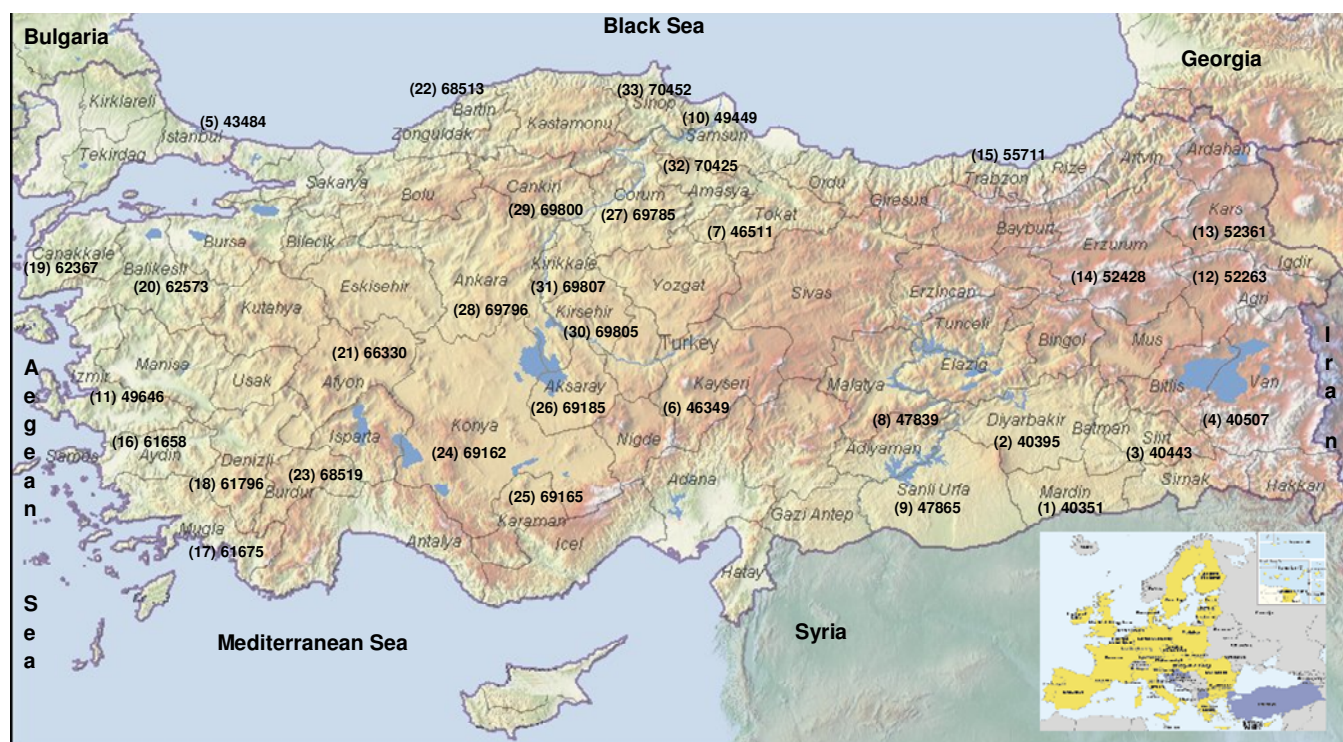 Bulgaria
Black Sea
Georgia
(22) 68513
(33) 70452
Kirklareli
Bartin
Sinop
(5) 43484
Kastamonu
(10) 49449
Istanbul
Zonguldak
Samsun
Tekirdag
(15) 55711
Artvin
Ardahan
(32) 70425
Trabzon
Rize
Sakarya
Bolu
Cankiri
Corum
Amasya
Ordu
Giresun
(29) 69800
(27) 69785
Tokat
Kars
(7) 46511
Bayburt
(13) 52361
Bursa
Bilecik
Erzurum
Canakkale
(19) 62367
Balikesir
Ankara
Kirikkale
(14) 52428
(12) 52263
Igdir
(20) 62573
Eskisehir
(31) 69807
Yozgat
Sivas
Erzincan
Agri
Kutahya
(28) 69796
Kirsehir
(30) 69805
Tunceli
Turkey
Bingol
Mus
(21) 66330
Manisa
Elazig
Izmir
Usak
Afyon
Aksaray
Kayseri
Malatya
Bitlis
Van
(11) 49646
(26) 69185
(6) 46349
(8) 47839
Diyarbakir
(4) 40507
Konya
Batman
(16) 61658
Isparta
Nigde
(2) 40395
Siirt
Aydin
(24) 69162
Adiyaman
(3) 40443
Samos
Denizli
(23) 68519
Adana
(18) 61796
Burdur
(25) 69165
Sanli Urfa
Mardin
Sirnak
Hakkari
(9) 47865
(1) 40351
Gazi Antep
Karaman
Mugla
Antalya
Icel
(17) 61675
Hatay
Aegean Sea
Iran
Mediterranean Sea
Syria